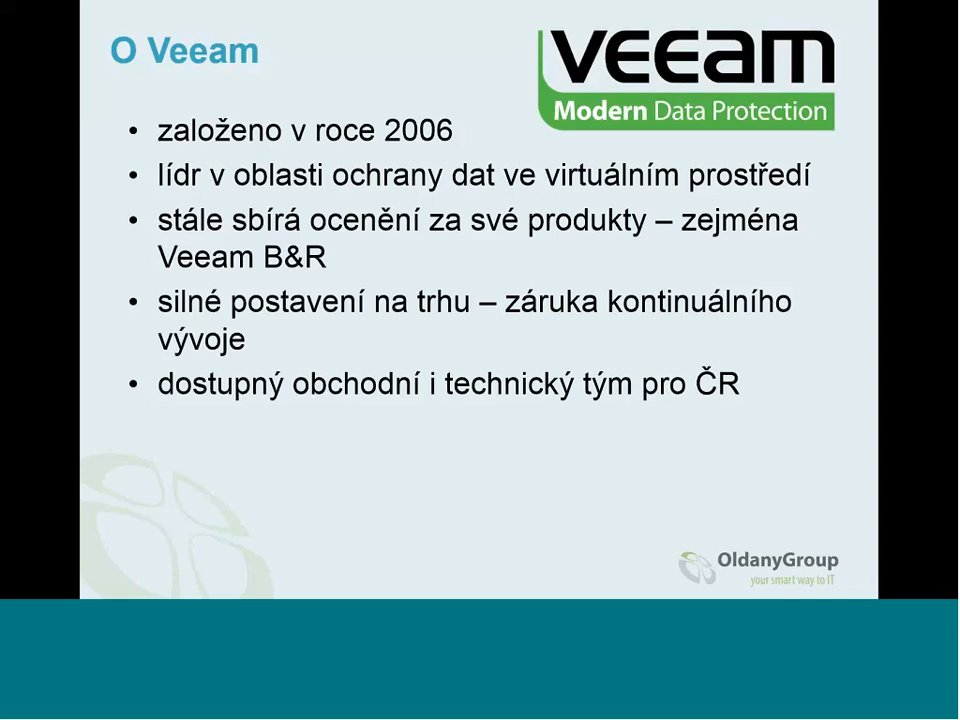 O Veeam
veeam
Modern Data Protection
• založeno v roce 2006
• lídr v oblasti ochrany dat ve virtuálním prostředí
• stále sbírá ocenění za své produkty – zejména
Veeam B&R
• silné postavení na trhu – záruka kontinuálního
vývoje
• dostupný obchodní i technický tým pro ČR
OldanyGroup
your smart way to IT